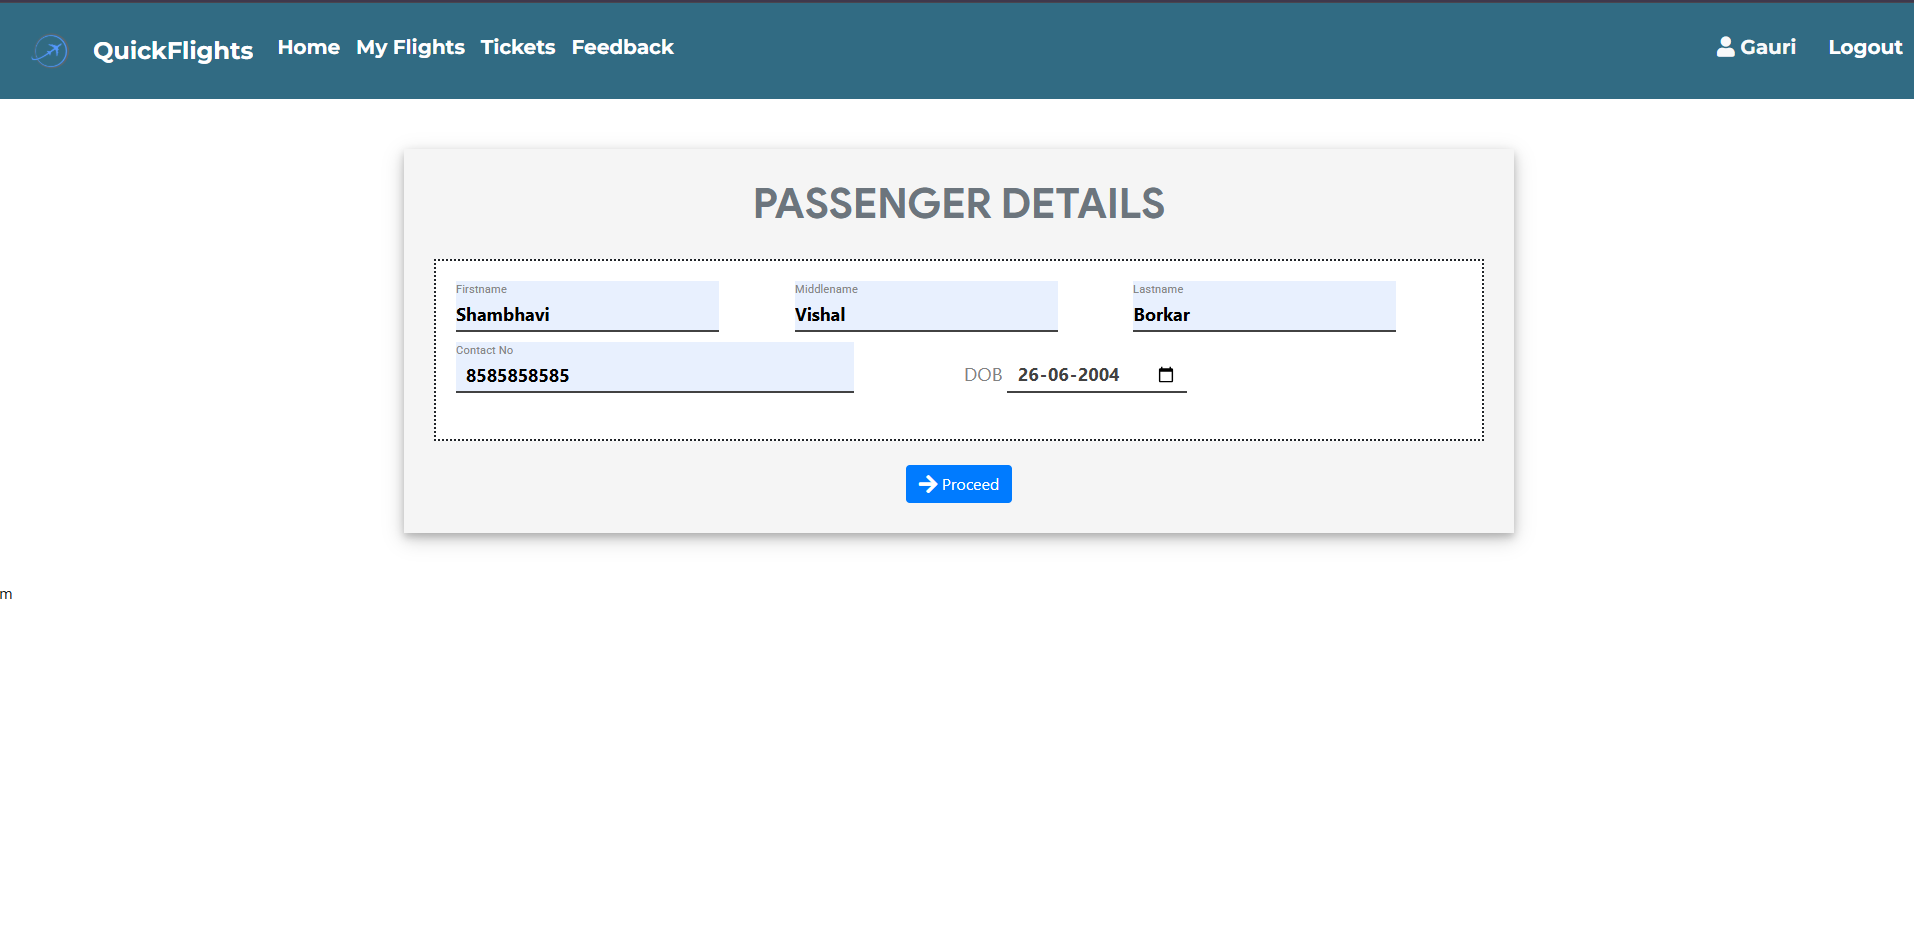 QuickFlights Home My Flights Tickets Feedback Gauri Logout
PASSENGER DETAILS
Firstname Middlename Lastname
Shambhavi Vishal Borkar
Contact No
8585858585 DOB 26-06-2004
Proceed
m